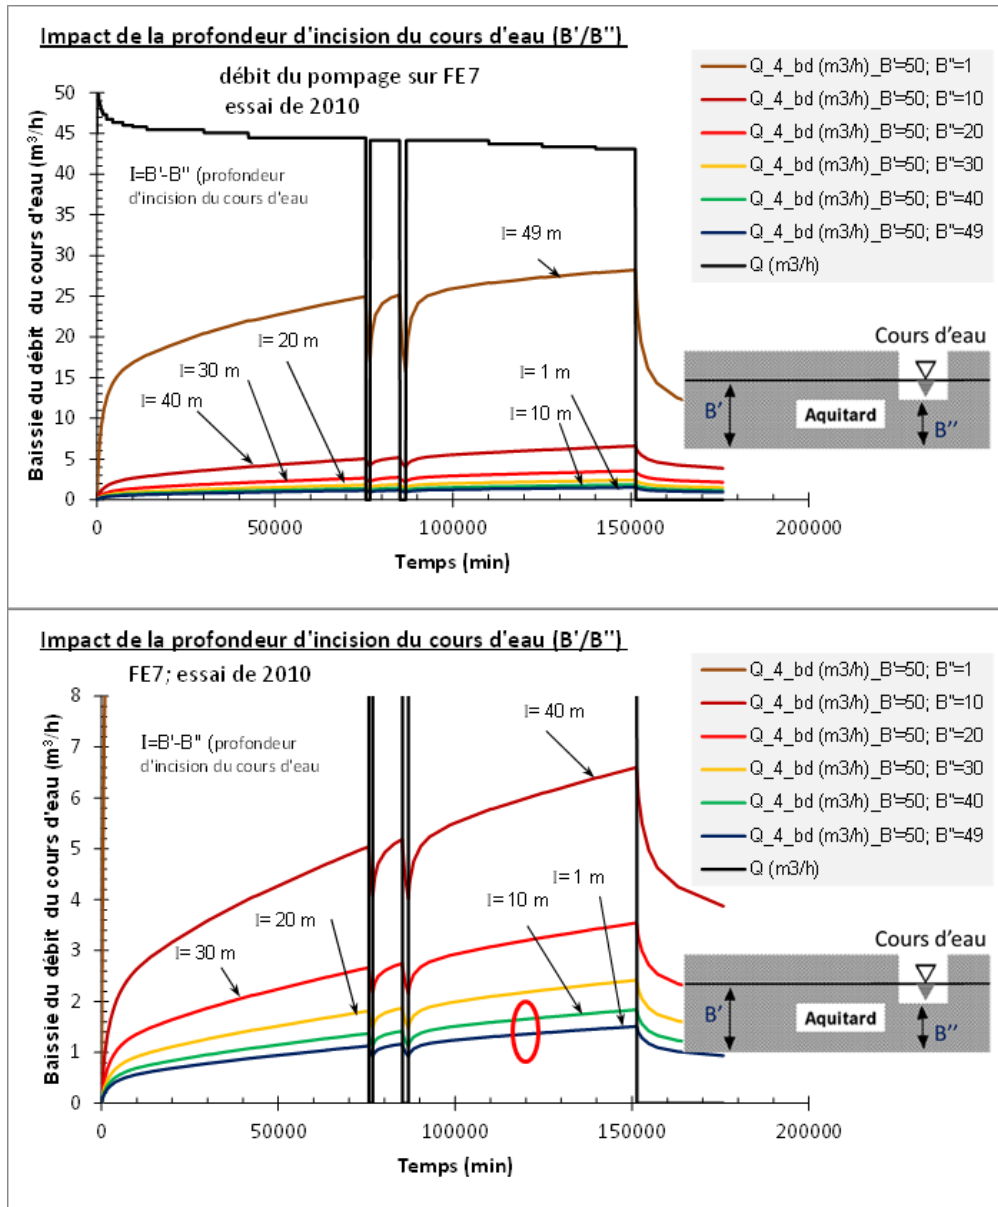 Impact de la profondeur d'incision du cours d'eau (B'/B")
débit du pompage sur FE7
essai de 2010
I=B'-B" (profondeur
d'incision du cours d'eau
Baissie du débit du cours d'eau (m³/h)
50
45
40
35
30
25
20
15
10
5
0
I= 49 m
I= 20 m
I= 30 m
I= 40 m
I= 1 m
I= 10 m
0
50000
100000
150000
200000
Temps (min)
Q_4_bd (m3/h)_B'=50; B"=1
Q_4_bd (m3/h)_B'=50; B"=10
Q_4_bd (m3/h)_B'=50; B"=20
Q_4_bd (m3/h)_B'=50; B"=30
Q_4_bd (m3/h)_B'=50; B"=40
Q_4_bd (m3/h)_B'=50; B"=49
Q (m3/h)
Cours d'eau
B'
Aquitard
B''
Impact de la profondeur d'incision du cours d'eau (B'/B")
FE7; essai de 2010
I=B'-B" (profondeur
d'incision du cours d'eau
Baissie du débit du cours d'eau (m³/h)
8
7
6
5
4
3
2
1
0
I= 40 m
I= 1 m
I= 10 m
I= 20 m
I= 30 m
0
50000
100000
150000
200000
Temps (min)
Q_4_bd (m3/h)_B'=50; B"=1
Q_4_bd (m3/h)_B'=50; B"=10
Q_4_bd (m3/h)_B'=50; B"=20
Q_4_bd (m3/h)_B'=50; B"=30
Q_4_bd (m3/h)_B'=50; B"=40
Q_4_bd (m3/h)_B'=50; B"=49
Q (m3/h)
Cours d'eau
B'
Aquitard
B''